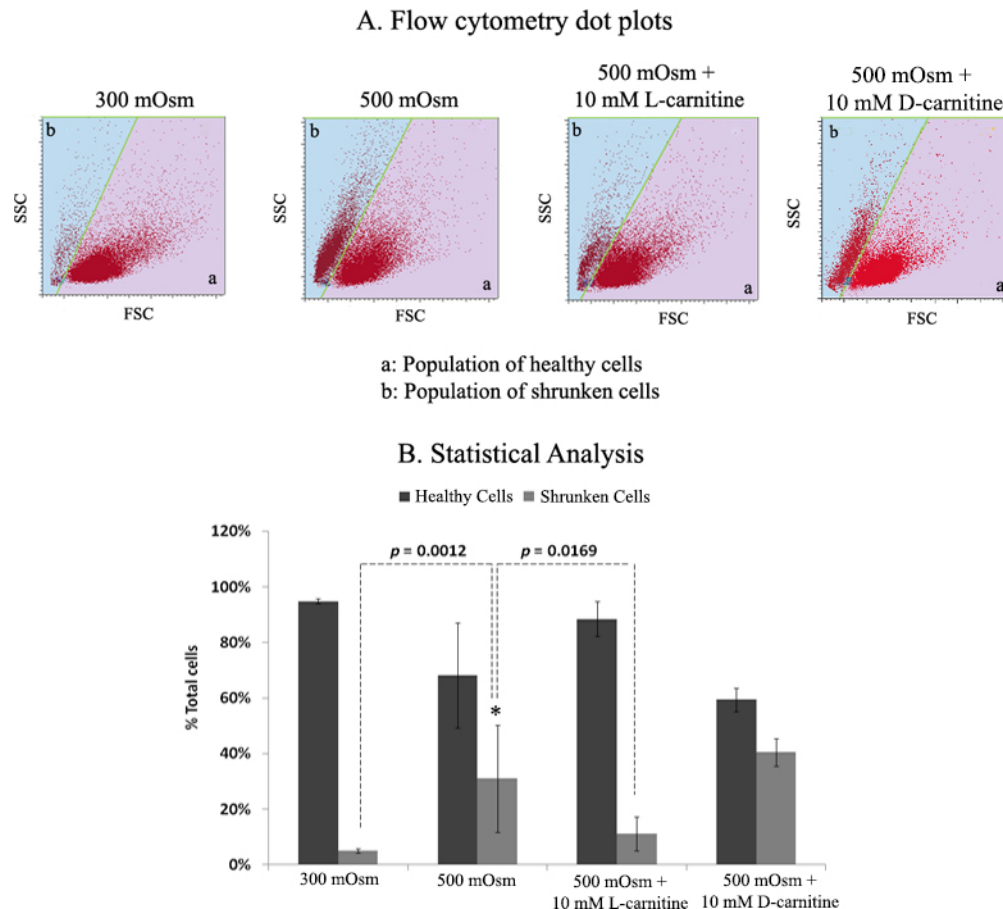 A. Flow cytometry dot plots
300 mOsm
500 mOsm
500 mOsm +
10 mM L-carnitine
500 mOsm +
10 mM D-carnitine
b
a
SSC
FSC
b
a
SSC
FSC
b
a
SSC
FSC
b
a
SSC
FSC
a: Population of healthy cells
b: Population of shrunken cells
B. Statistical Analysis
Healthy Cells Shrunken Cells
120%
100%
80%
60%
40%
20%
0%
% Total cells
p = 0.0012
p = 0.0169
*
300 mOsm
500 mOsm
500 mOsm +
10 mM L-carnitine
500 mOsm +
10 mM D-carnitine